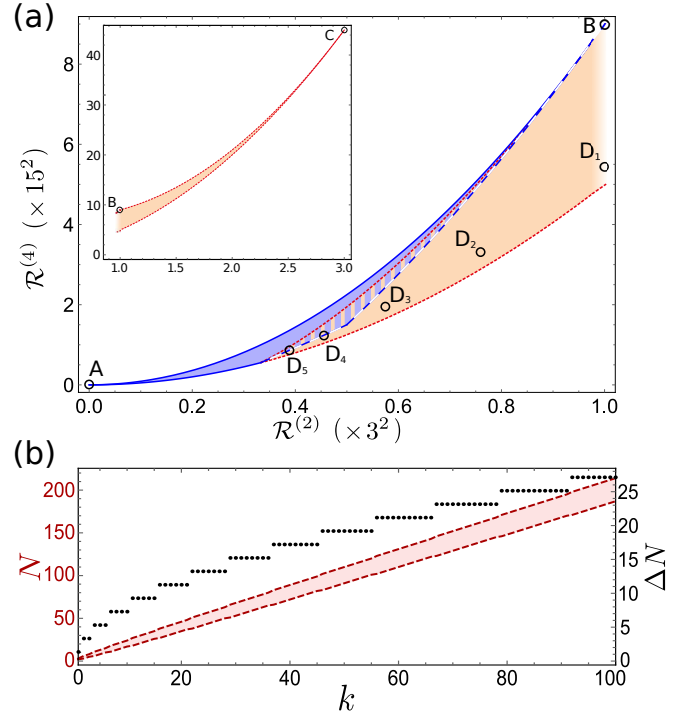 (a)
8
6
4
2
0
R^(4) (×15²)
40
30
20
10
0
B
C
1.0 1.5 2.0 2.5 3.0
A
B
D₁
D₂
D₃
D₄
D₅
0.0 0.2 0.4 0.6 0.8 1.0
R^(2) (×3²)
(b)
200
150
100
50
0
N
25
20
15
10
5
0
ΔN
0 20 40 60 80 100
k